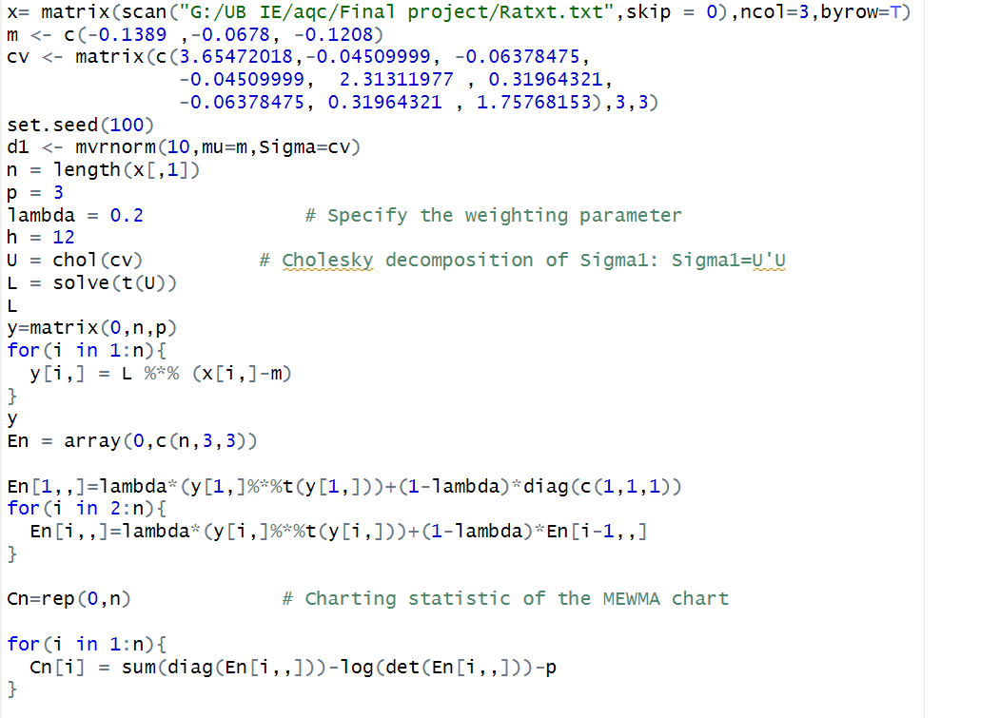 x= matrix(scan("G:/UB IE/aqc/Final project/Ratxt.txt",skip = 0),ncol=3,byrow=T)
m <- c(-0.1389 ,-0.0678, -0.1208)
cv <- matrix(c(3.65472018,-0.04509999, -0.06378475,
-0.04509999, 2.31311977 , 0.31964321,
-0.06378475, 0.31964321 , 1.75768153),3,3)
set.seed(100)
d1 <- mvrnorm(10,mu=m,Sigma=cv)
n = length(x[,1])
p = 3
lambda = 0.2 # Specify the weighting parameter
h = 12
U = chol(cv) # Cholesky decomposition of Sigma1: Sigma1=U'U
L = solve(t(U))
L
y=matrix(0,n,p)
for(i in 1:n){
y[i,] = L %*% (x[i,]-m)
}
y
En = array(0,c(n,3,3))
En[1,,]=lambda*(y[1,]%*%t(y[1,]))+(1-lambda)*diag(c(1,1,1))
for(i in 2:n){
En[i,,]=lambda*(y[i,]%*%t(y[i,]))+(1-lambda)*En[i-1,,]
}
Cn=rep(0,n) # Charting statistic of the MEWMA chart
for(i in 1:n){
Cn[i] = sum(diag(En[i,,]))-log(det(En[i,,]))-p
}